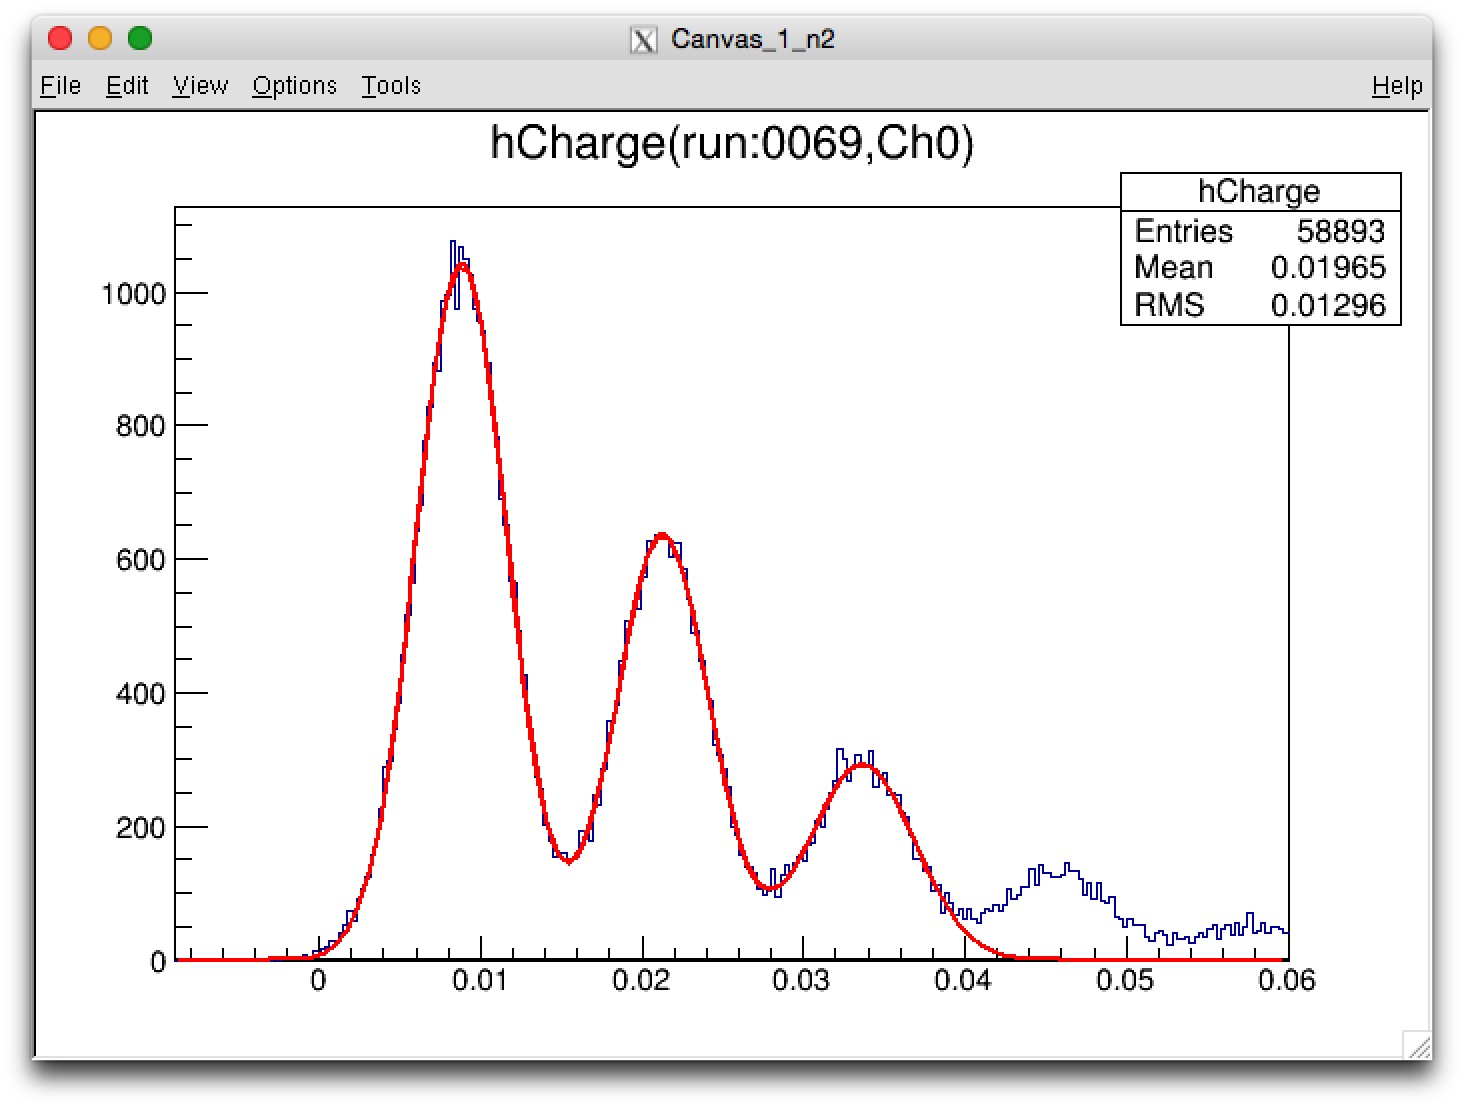 Canvas_1_n2
File Edit View Options Tools Help
hCharge(run:0069,Ch0)
hCharge
Entries 58893
Mean 0.01965
RMS 0.01296
1000
800
600
400
200
0
0 0.01 0.02 0.03 0.04 0.05 0.06